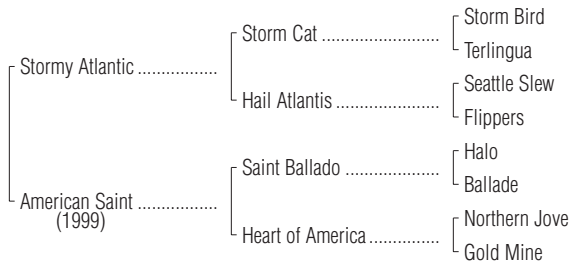 Storm Bird
Storm Cat ........................
Terlingua
Stormy Atlantic ................
Seattle Slew
Hail Atlantis .....................
Flippers
Halo
Saint Ballado ...................
Ballade
American Saint ................
(1999)
Northern Jove
Heart of America ..............
Gold Mine